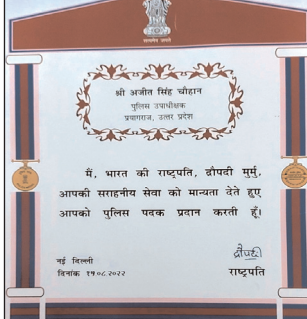 सत्यमेव जयते
श्री अजीत सिंह चौहान
पुलिस उपाधीक्षक
प्रयागराज, उत्तर प्रदेश
मैं, भारत की राष्ट्रपति, द्रौपदी मुर्मु,
आपकी सराहनीय सेवा को मान्यता देते हुए
आपको पुलिस पदक प्रदान करती हूँ।
द्रौपदी
नई दिल्ली
राष्ट्रपति
दिनांक १५.०८.२०२२